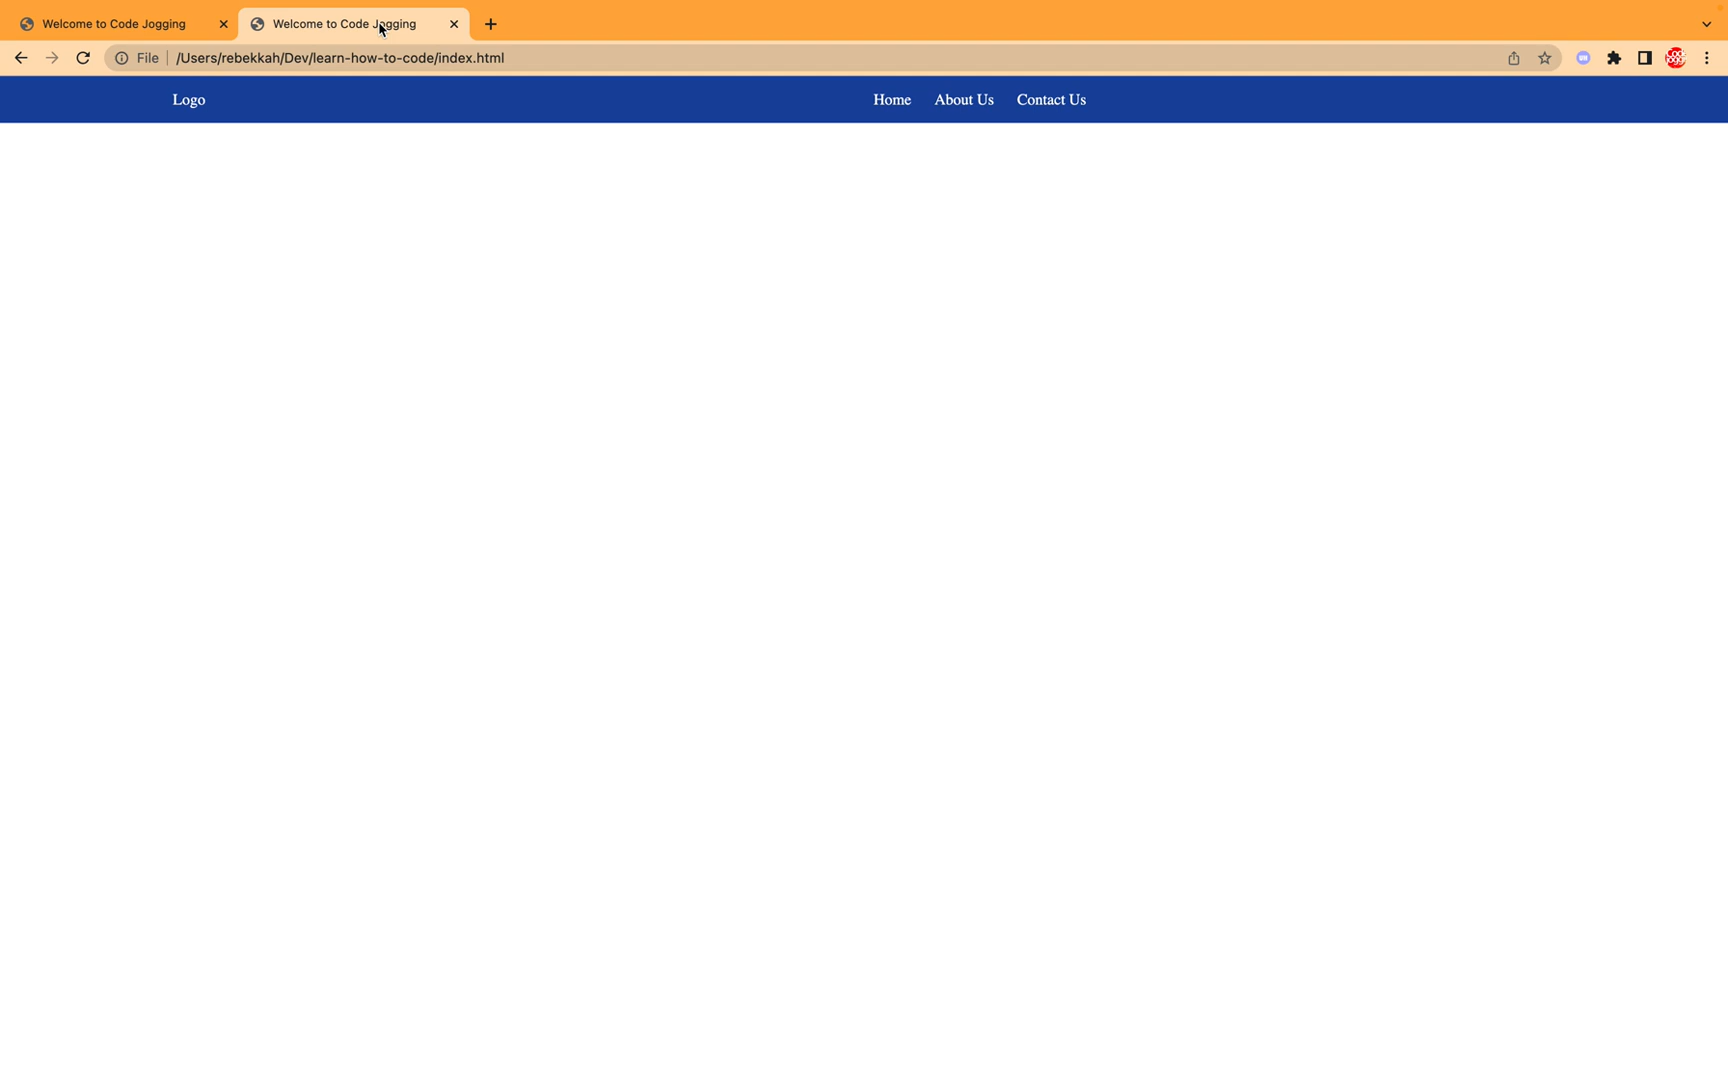 Welcome to Code Jogging
Welcome to Code Jogging
File
/Users/rebekkah/Dev/learn-how-to-code/index.html
Logo
Home
About Us
Contact Us